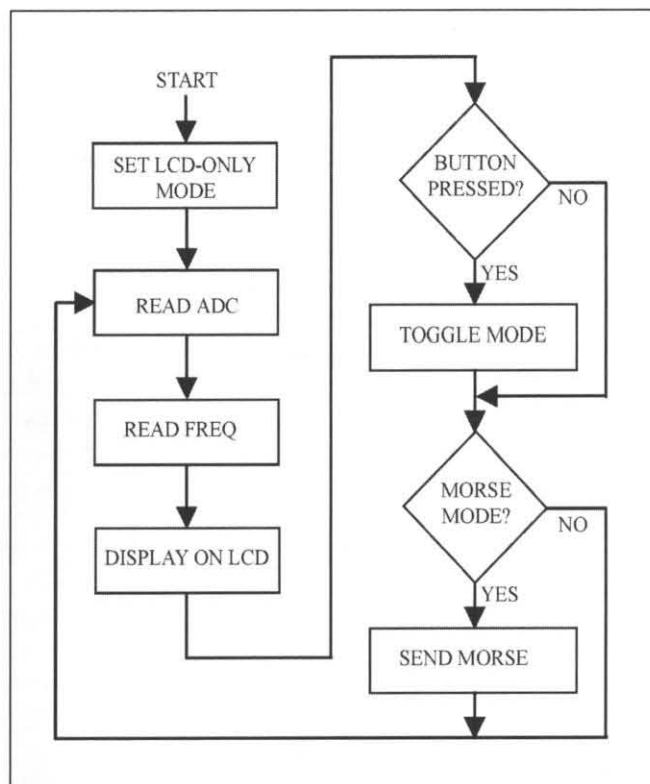 START
SET LCD-ONLY
MODE
READ ADC
READ FREQ
DISPLAY ON LCD
BUTTON
PRESSED?
NO
YES
TOGGLE MODE
MORSE
MODE?
NO
YES
SEND MORSE